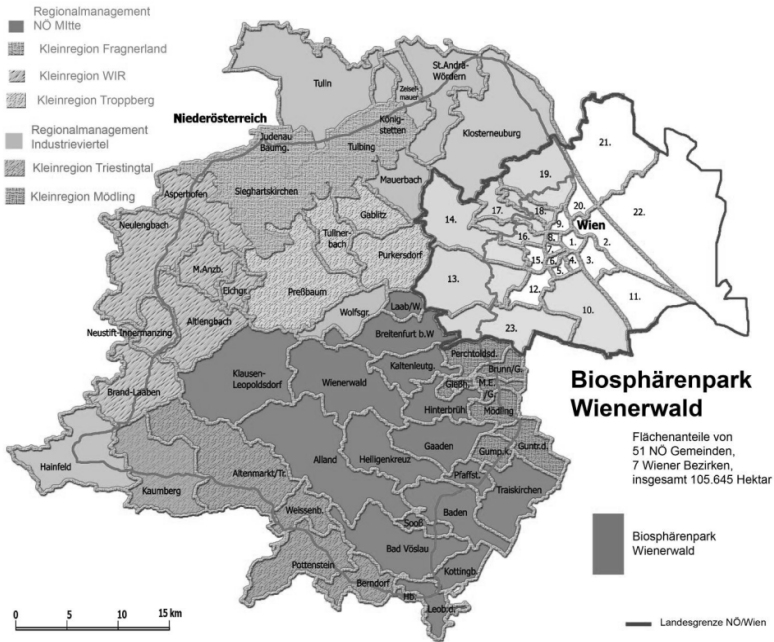 Regionalmanagement
NÖ MItte
Kleinregion Fragnerland
Kleinregion WIR
Kleinregion Troppberg
Regionalmanagement
Industrieviertel
Kleinregion Triestingtal
Kleinregion Mödling
Niederösterreich
Tulln
Zeisel-
mauer
St.Andrä-
Wördern
König-
stetten
Klosterneuburg
Judenau
Baumg.
Tulbing
Sieghartskirchen
Mauerbach
Asperhofen
Neulengbach
Gablitz
Tullner-
bach
Purkersdorf
M.Anzb.
Eichgr.
Preßbaum
Neustift-Innermanzing
Altlengbach
Wolfsgr.
Laab/W.
Breitenfurt b.W
Brand-Laaben
Klausen-
Leopoldsdorf
Wienerwald
Kaltenleutg.
Perchtoldsd.
Brunn/G.
Gießh.
M.E.
/G.
Hinterbrühl
Mödling
Hainfeld
Kaumberg
Altenmarkt/Tr.
Alland
Heiligenkreuz
Gaaden
Gump.k.
Guntr.d.
Pfaffst.
Traiskirchen
Weissenb.
Baden
Sooß
Bad Vöslau
Pottenstein
Berndorf
Kottingb.
Hb.
Leob.d.
21.
19.
22.
20.
18.
17.
9.
Wien
14.
16.
8.
1.
2.
7.
15.
6.
4.
3.
5.
13.
12.
10.
11.
23.
Biosphärenpark
Wienerwald
Flächenanteile von
51 NÖ Gemeinden,
7 Wiener Bezirken,
insgesamt 105.645 Hektar
Biosphärenpark
Wienerwald
0 5 10 15 km
Landesgrenze NÖ/Wien